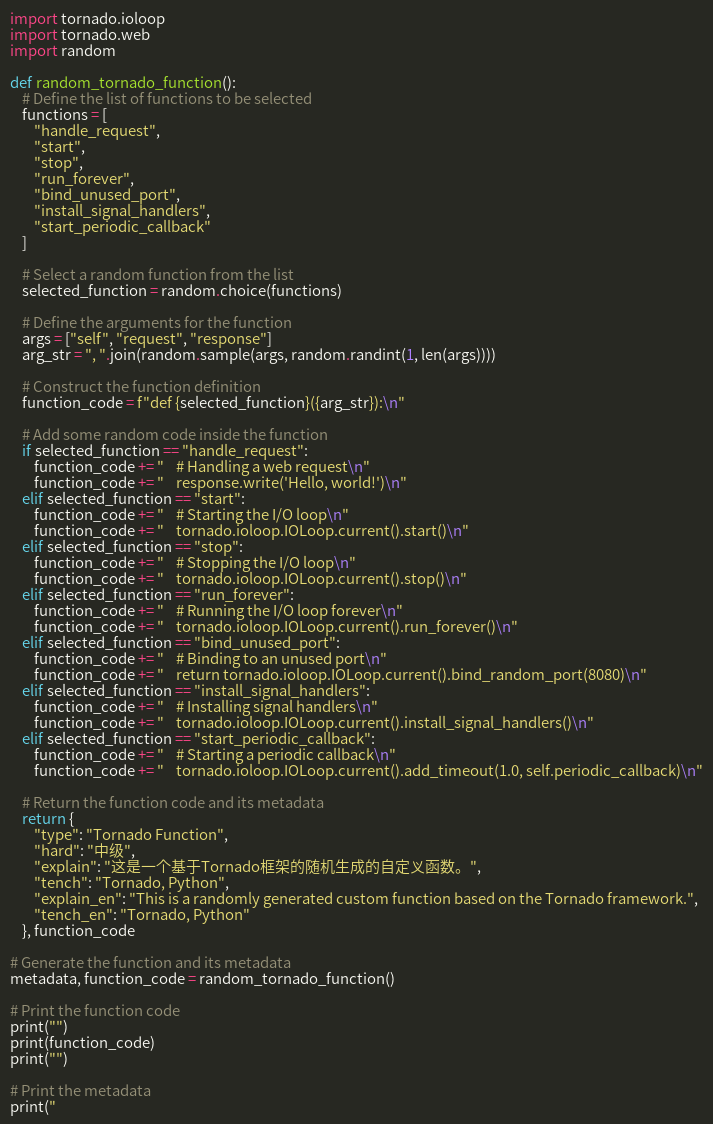 import tornado.ioloop
import tornado.web
import random

def random_tornado_function():
    # Define the list of functions to be selected
    functions = [
        "handle_request",
        "start",
        "stop",
        "run_forever",
        "bind_unused_port",
        "install_signal_handlers",
        "start_periodic_callback"
    ]

    # Select a random function from the list
    selected_function = random.choice(functions)

    # Define the arguments for the function
    args = ["self", "request", "response"]
    arg_str = ", ".join(random.sample(args, random.randint(1, len(args))))

    # Construct the function definition
    function_code = f"def {selected_function}({arg_str}):\n"

    # Add some random code inside the function
    if selected_function == "handle_request":
        function_code += "    # Handling a web request\n"
        function_code += "    response.write('Hello, world!')\n"
    elif selected_function == "start":
        function_code += "    # Starting the I/O loop\n"
        function_code += "    tornado.ioloop.IOLoop.current().start()\n"
    elif selected_function == "stop":
        function_code += "    # Stopping the I/O loop\n"
        function_code += "    tornado.ioloop.IOLoop.current().stop()\n"
    elif selected_function == "run_forever":
        function_code += "    # Running the I/O loop forever\n"
        function_code += "    tornado.ioloop.IOLoop.current().run_forever()\n"
    elif selected_function == "bind_unused_port":
        function_code += "    # Binding to an unused port\n"
        function_code += "    return tornado.ioloop.IOLoop.current().bind_random_port(8080)\n"
    elif selected_function == "install_signal_handlers":
        function_code += "    # Installing signal handlers\n"
        function_code += "    tornado.ioloop.IOLoop.current().install_signal_handlers()\n"
    elif selected_function == "start_periodic_callback":
        function_code += "    # Starting a periodic callback\n"
        function_code += "    tornado.ioloop.IOLoop.current().add_timeout(1.0, self.periodic_callback)\n"

    # Return the function code and its metadata
    return {
        "type": "Tornado Function",
        "hard": "中级",
        "explain": "这是一个基于Tornado框架的随机生成的自定义函数。",
        "tench": "Tornado, Python",
        "explain_en": "This is a randomly generated custom function based on the Tornado framework.",
        "tench_en": "Tornado, Python"
    }, function_code

# Generate the function and its metadata
metadata, function_code = random_tornado_function()

# Print the function code
print("")
print(function_code)
print("")

# Print the metadata
print("